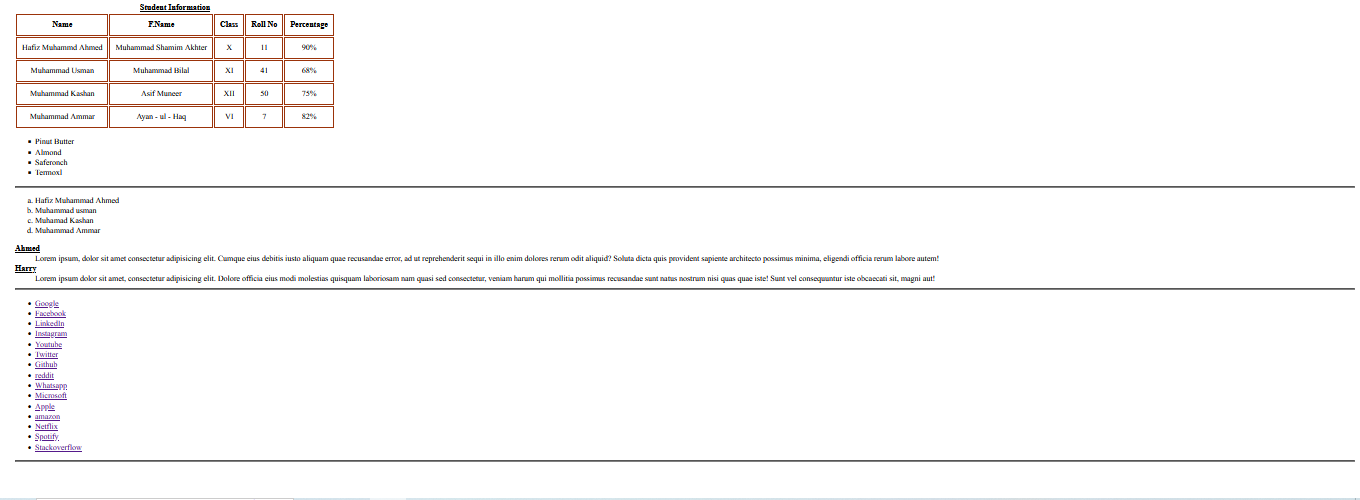 Student Information
Name F.Name Class Roll No Percentage
Hafiz Muhammd Ahmed Muhammad Shamim Akhter X 11 90%
Muhammad Usman Muhammad Bilal XI 41 68%
Muhammad Kashan Asif Muneer XII 50 75%
Muhammad Ammar Ayan - ul - Haq VI 7 82%
Pinut Butter
Almond
Saferonch
Termoxl
a. Hafiz Muhammad Ahmed
b. Muhammad usman
c. Muhamad Kashan
d. Muhammad Ammar
Ahmed
Lorem ipsum, dolor sit amet consectetur adipisicing elit. Cumque eius debitis iusto aliquam quae recusandae error, ad ut reprehenderit sequi in illo enim dolores rerum odit aliquid? Soluta dicta quis provident sapiente architecto possimus minima, eligendi officia rerum labore autem!
Harry
Lorem ipsum dolor sit amet, consectetur adipisicing elit. Dolore officia eius modi molestias quisquam laboriosam nam quasi sed consectetur, veniam harum qui mollitia possimus recusandae sunt natus nostrum nisi quas quae iste! Sunt vel consequuntur iste obcaecati sit, magni aut!
Google
Facebook
LinkedIn
Instagram
Youtube
Twitter
Github
reddit
Whatsapp
Microsoft
Apple
amazon
Netflix
Spotify
Stackoverflow